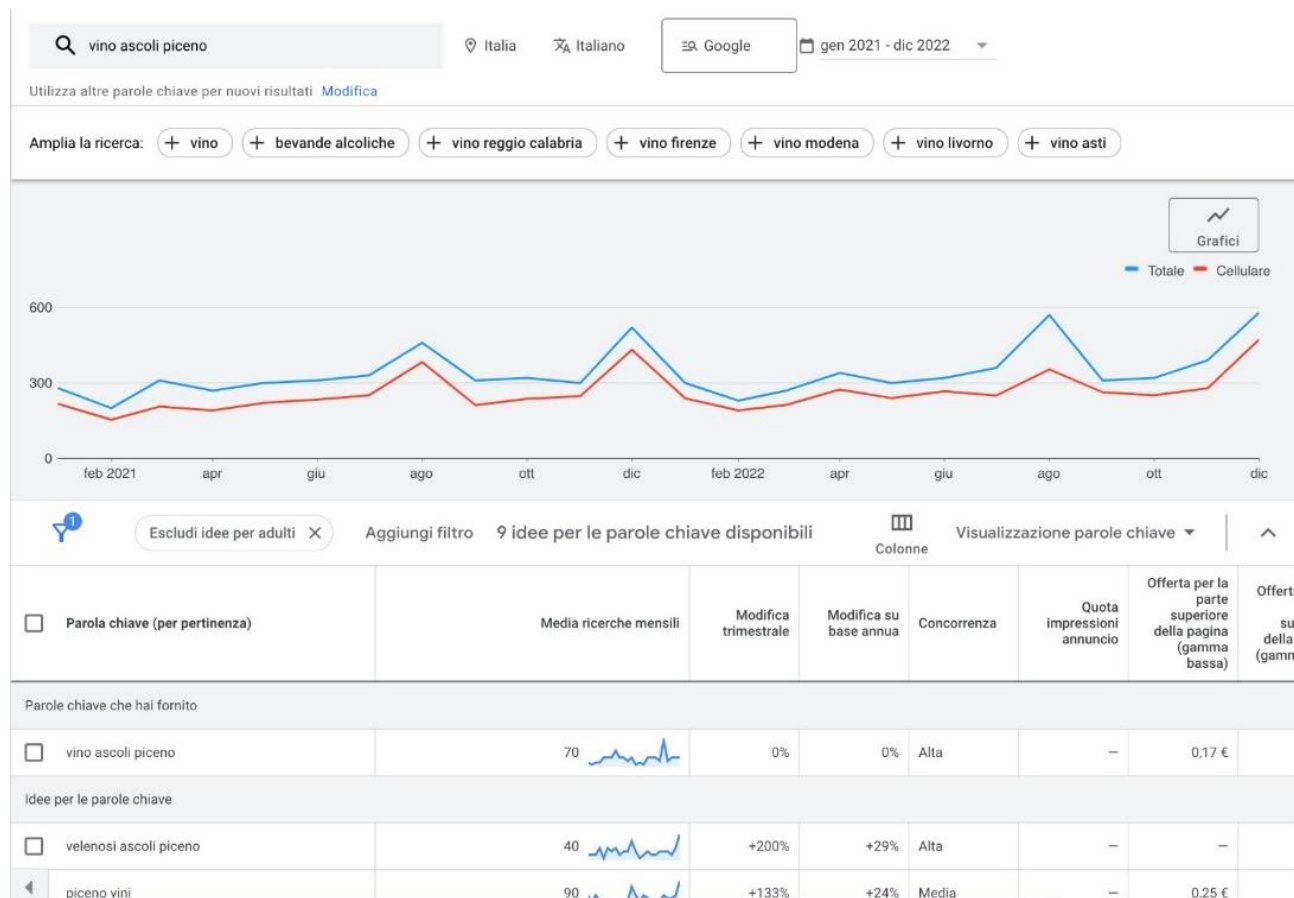 vino ascoli piceno
Italia
Italiano
Google
gen 2021 - dic 2022
Utilizza altre parole chiave per nuovi risultati Modifica
Amplia la ricerca:
vino
bevande alcoliche
vino reggio calabria
vino firenze
vino modena
vino livorno
vino asti
Grafici
Totale
Cellulare
600
300
0
feb 2021
apr
giu
ago
ott
dic
feb 2022
apr
giu
ago
ott
dic
1
Escludi idee per adulti
Aggiungi filtro
9 idee per le parole chiave disponibili
Colonne
Visualizzazione parole chiave
Parola chiave (per pertinenza)
Media ricerche mensili
Modifica
trimestrale
Modifica su
base annua
Concorrenza
Quota
impressioni
annuncio
Offerta per la
parte
superiore
della pagina
(gamma
bassa)
Offert
su
della
(gamm
Parole chiave che hai fornito
vino ascoli piceno
70
0%
0%
Alta
–
0,17 €
Idee per le parole chiave
velenosi ascoli piceno
40
+200%
+29%
Alta
–
–
piceno vini
90
+133%
+24%
Media
–
0,25 €